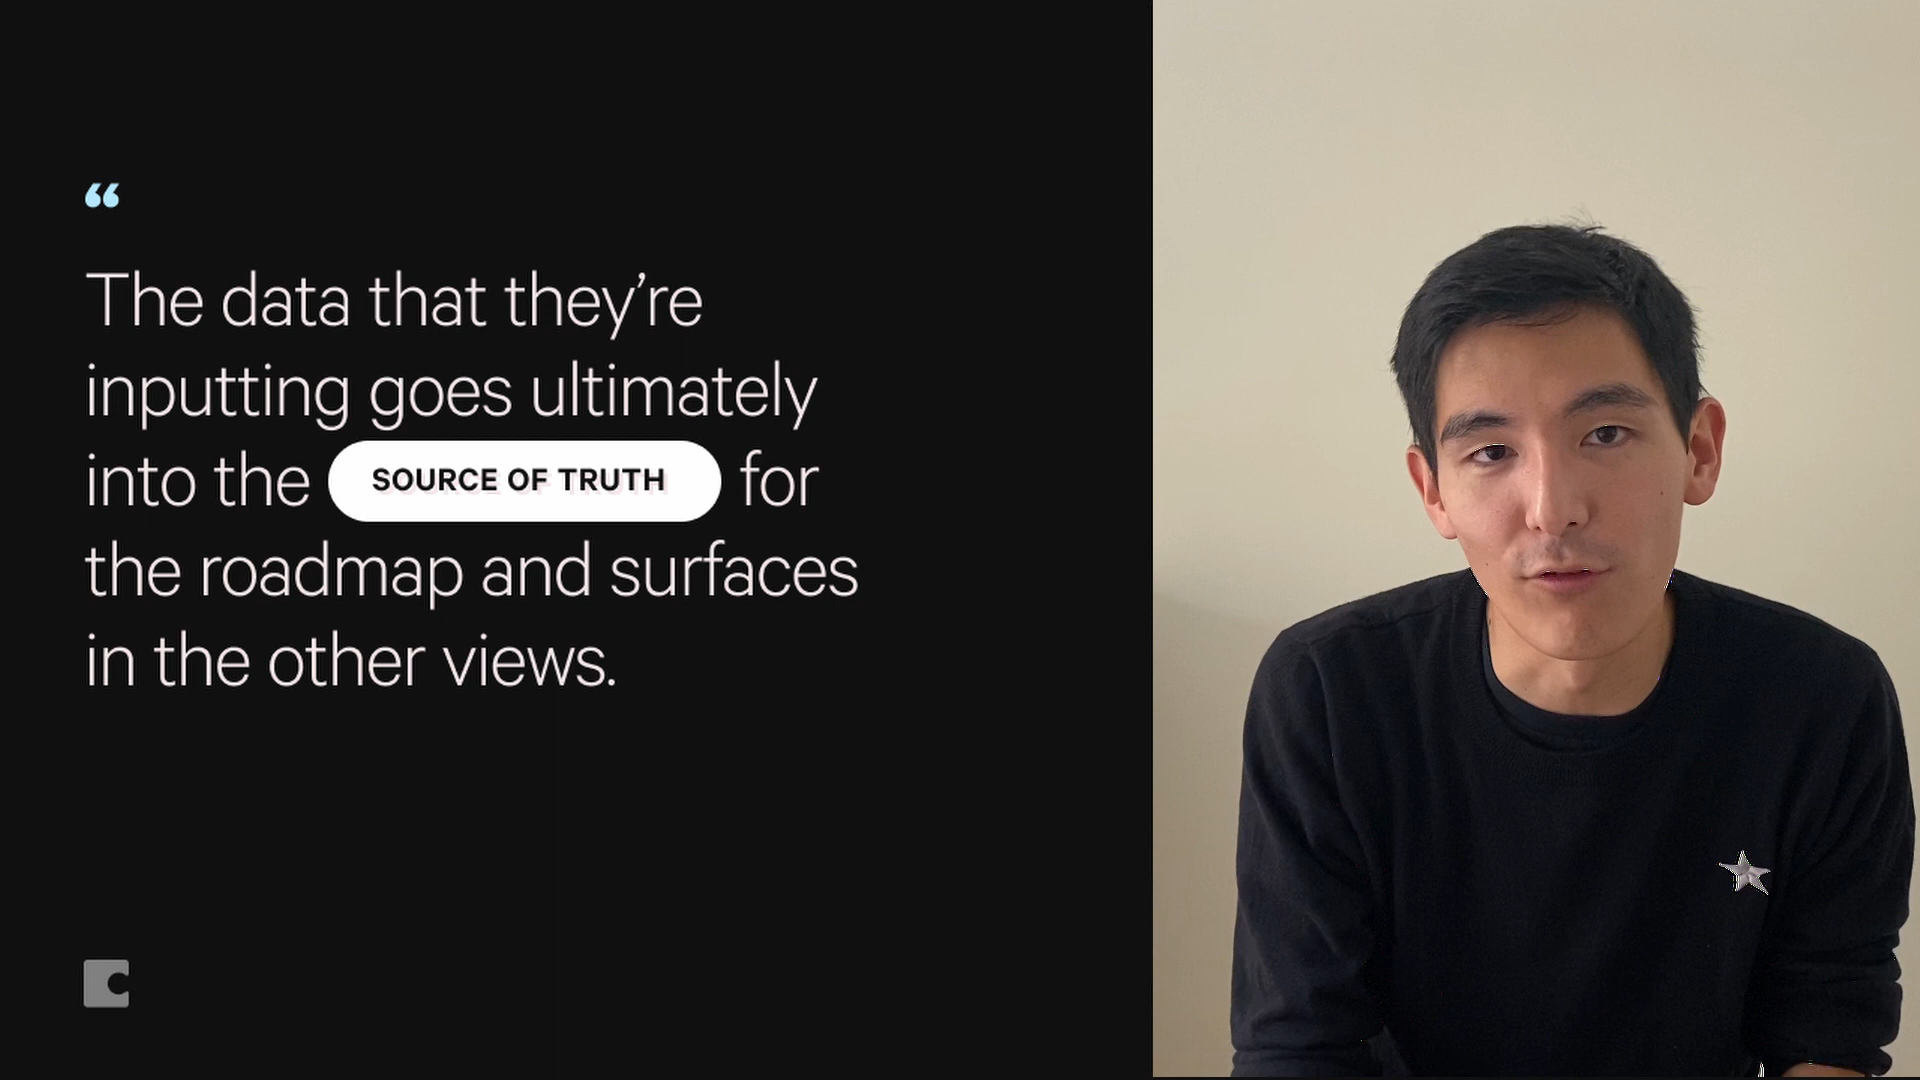 “
The data that they’re
inputting goes ultimately
into the SOURCE OF TRUTH for
the roadmap and surfaces
in the other views.